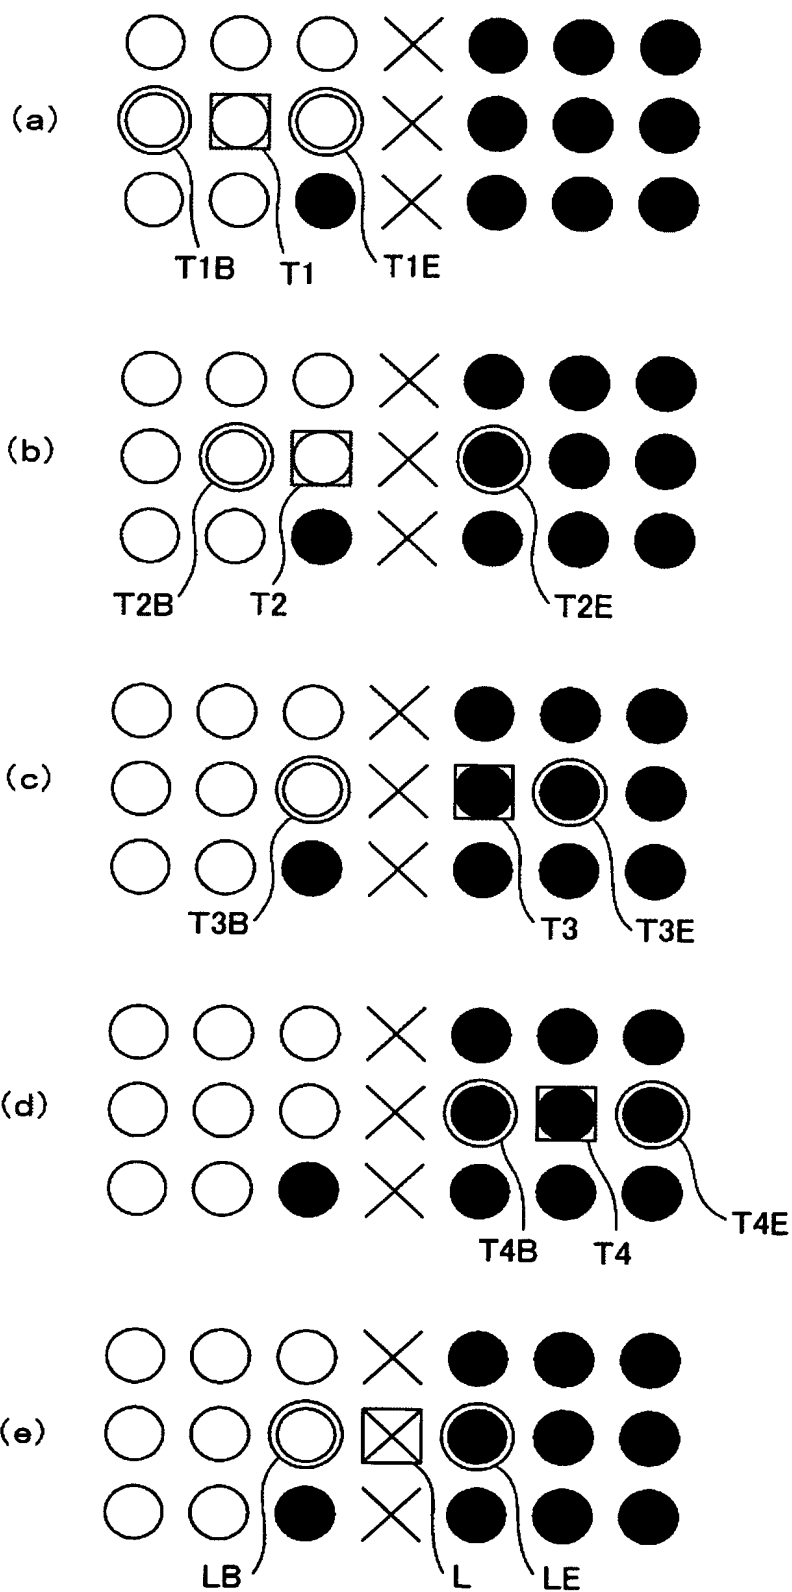 (a)
T1B T1 T1E
(b)
T2B T2 T2E
(c)
T3B T3 T3E
(d)
T4B T4 T4E
(e)
LB L LE